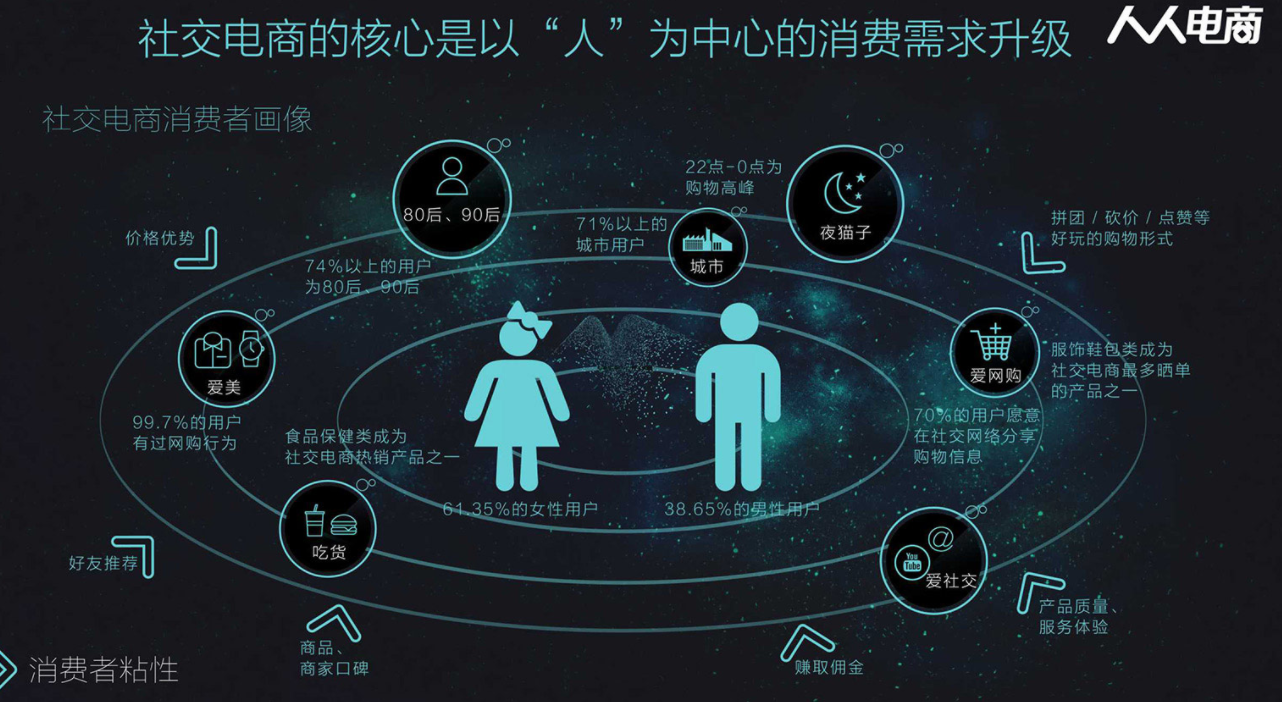 社交电商的核心是以“人”为中心的消费需求升级
人人电商
社交电商消费者画像
80后、90后
74%以上的用户
为80后、90后
71%以上的
城市用户
城市
22点-0点为
购物高峰
夜猫子
拼团 / 砍价 / 点赞等
好玩的购物形式
价格优势
爱美
99.7%的用户
有过网购行为
爱网购
服饰鞋包类成为
社交电商最多晒单
的产品之一
70%的用户愿意
在社交网络分享
购物信息
食品保健类成为
社交电商热销产品之一
61.35%的女性用户
38.65%的男性用户
吃货
@
You
Tube
爱社交
好友推荐
产品质量、
服务体验
商品、
商家口碑
赚取佣金
消费者粘性